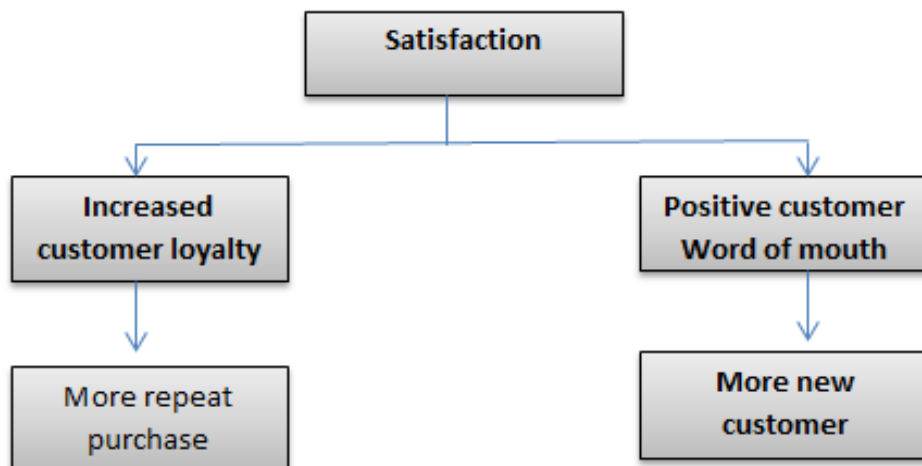 Satisfaction
Increased
customer loyalty
Positive customer
Word of mouth
More repeat
purchase
More new
customer